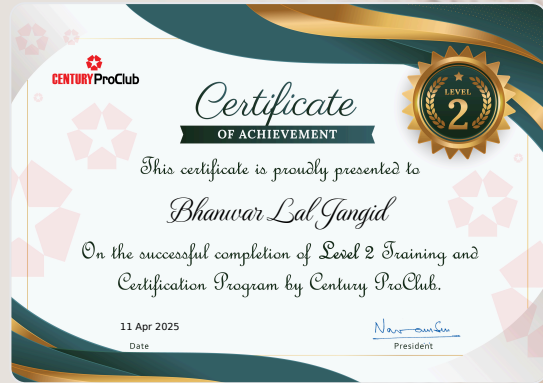 CENTURY ProClub
Certificate
OF ACHIEVEMENT
LEVEL
2
This certificate is proudly presented to
Bhanwar Lal Jangid
On the successful completion of Level 2 Training and
Certification Program by Century ProClub.
11 Apr 2025
Date
President